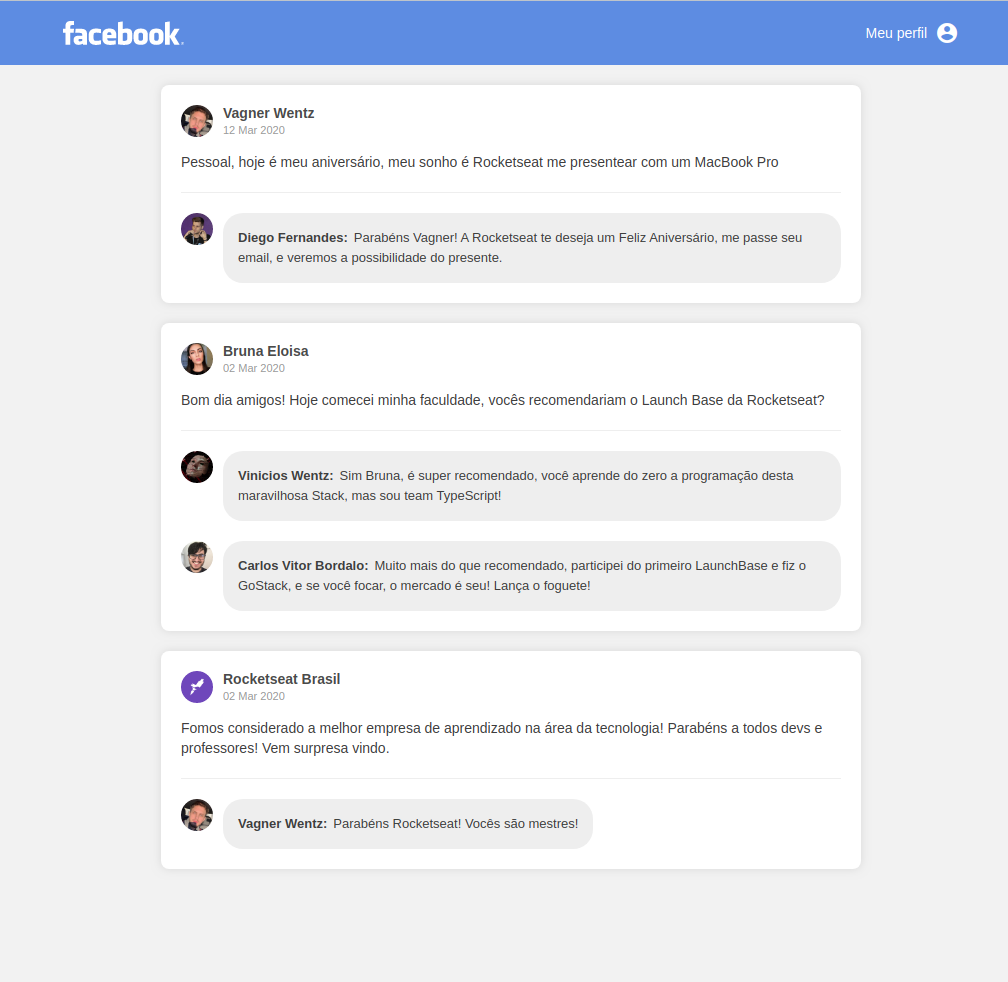 facebook.
Meu perfil
Vagner Wentz
12 Mar 2020
Pessoal, hoje é meu aniversário, meu sonho é Rocketseat me presentear com um MacBook Pro
Diego Fernandes: Parabéns Vagner! A Rocketseat te deseja um Feliz Aniversário, me passe seu
email, e veremos a possibilidade do presente.
Bruna Eloisa
02 Mar 2020
Bom dia amigos! Hoje comecei minha faculdade, vocês recomendariam o Launch Base da Rocketseat?
Vinicios Wentz: Sim Bruna, é super recomendado, você aprende do zero a programação desta
maravilhosa Stack, mas sou team TypeScript!
Carlos Vitor Bordalo: Muito mais do que recomendado, participei do primeiro LaunchBase e fiz o
GoStack, e se você focar, o mercado é seu! Lança o foguete!
Rocketseat Brasil
02 Mar 2020
Fomos considerado a melhor empresa de aprendizado na área da tecnologia! Parabéns a todos devs e
professores! Vem surpresa vindo.
Vagner Wentz: Parabéns Rocketseat! Vocês são mestres!